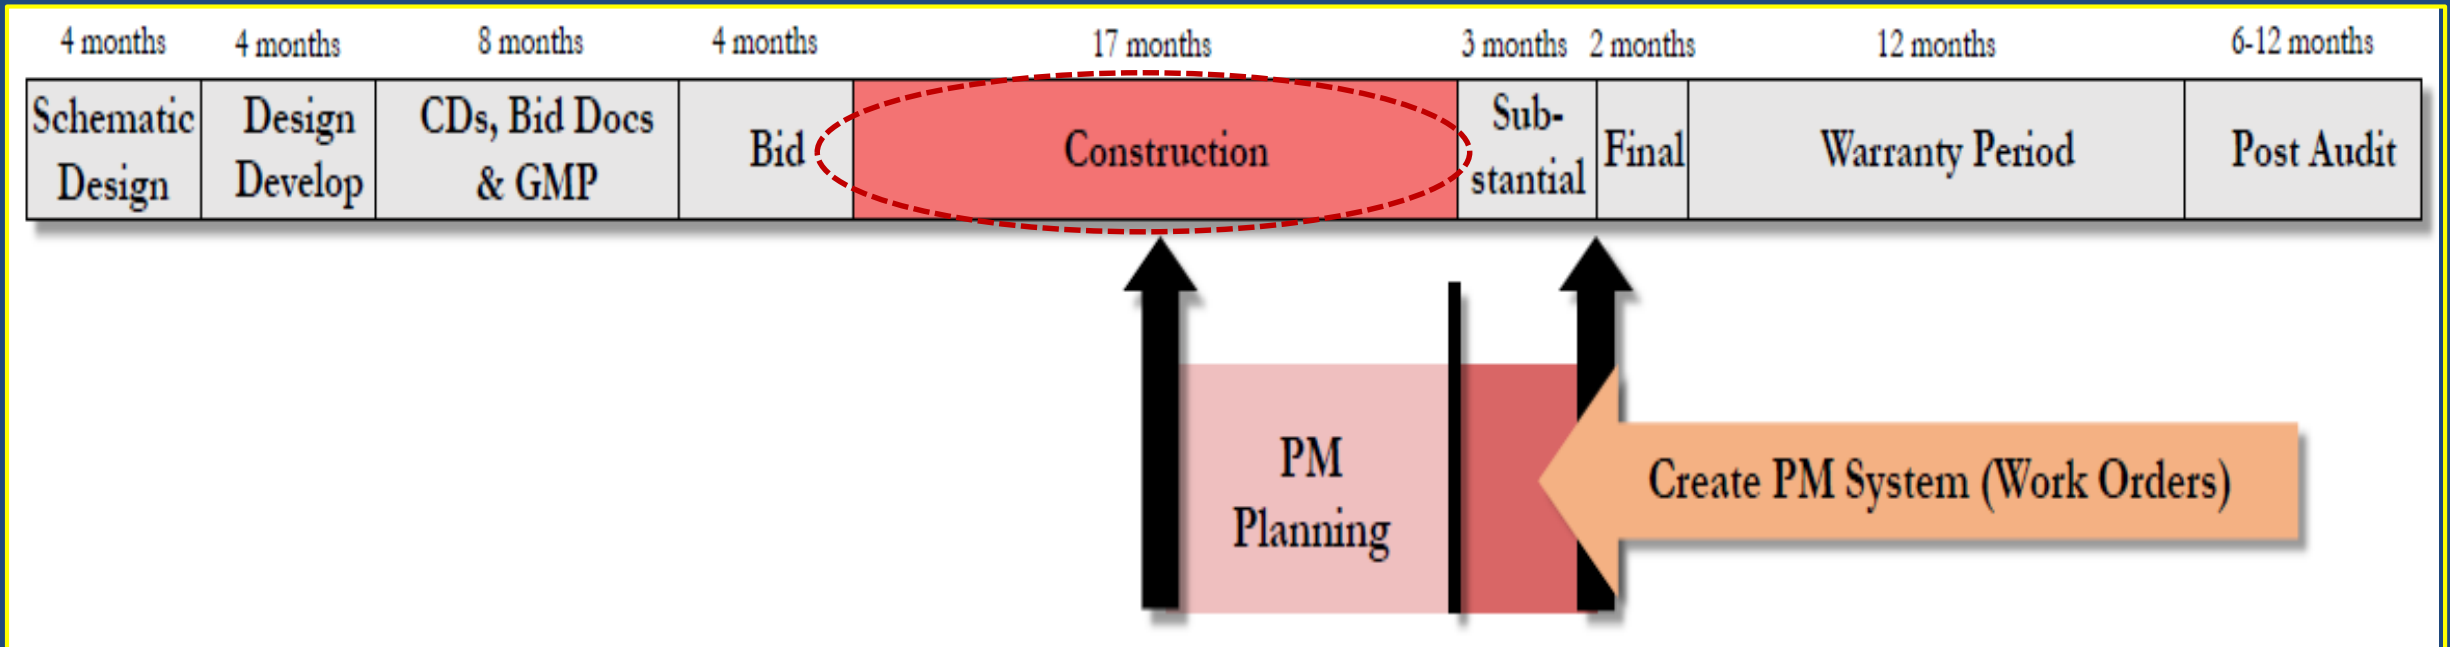 4 months 4 months 8 months 4 months 17 months 3 months 2 months 12 months 6-12 months
Schematic
Design
Design
Develop
CDs, Bid Docs
& GMP
Bid
Construction
Sub-
stantial
Final
Warranty Period
Post Audit
PM
Planning
Create PM System (Work Orders)